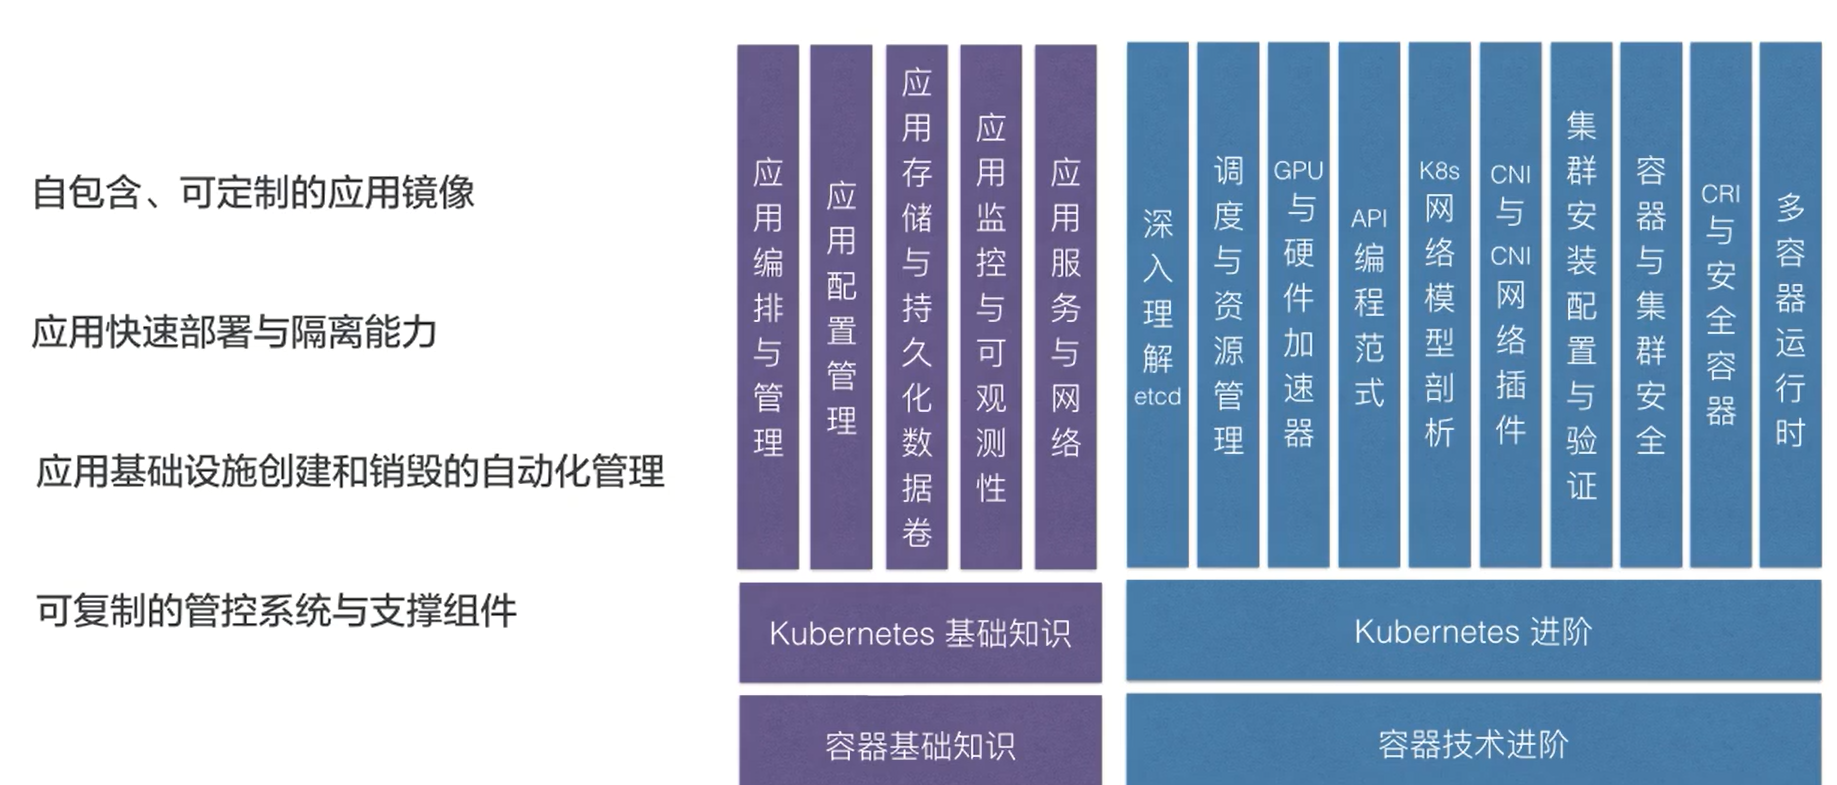 自包含、可定制的应用镜像
应用快速部署与隔离能力
应用基础设施创建和销毁的自动化管理
可复制的管控系统与支撑组件
应用编排与管理
应用配置管理
应用存储与持久化数据卷
应用监控与可观测性
应用服务与网络
Kubernetes 基础知识
容器基础知识
深入理解etcd
调度与资源管理
GPU与硬件加速器
API编程范式
K8s网络模型剖析
CNI与CNI网络插件
集群安装配置与验证
容器与集群安全
CRI与安全容器
多容器运行时
Kubernetes 进阶
容器技术进阶